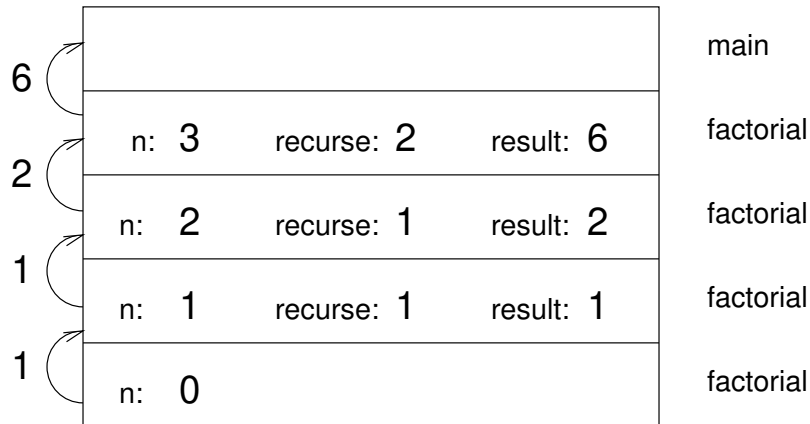 main
6
n: 3 recurse: 2 result: 6 factorial
2
n: 2 recurse: 1 result: 2 factorial
1
n: 1 recurse: 1 result: 1 factorial
1
n: 0 factorial